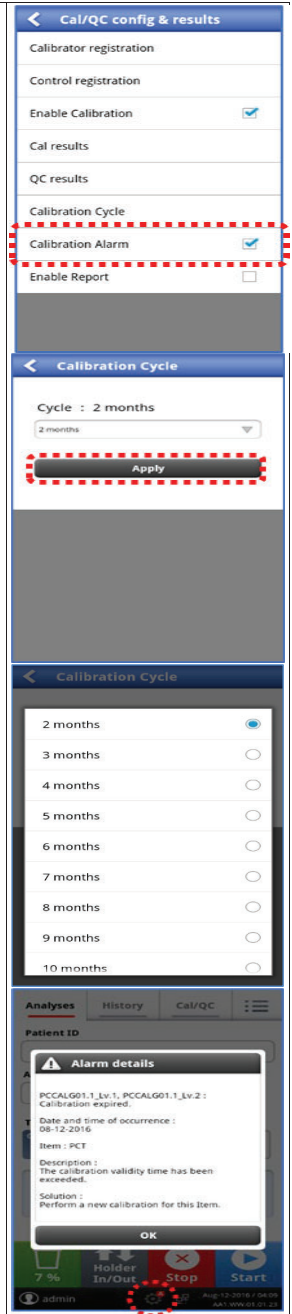 Cal/QC config & results
Calibrator registration
Control registration
Enable Calibration
Cal results
QC results
Calibration Cycle
Calibration Alarm
Enable Report
Calibration Cycle
Cycle : 2 months
2 months
Apply
Calibration Cycle
2 months
3 months
4 months
5 months
6 months
7 months
8 months
9 months
10 months
Analyses History Cal/QC
Patient ID
Alarm details
PCCALG01.1_Lv.1, PCCALG01.1_Lv.2 :
Calibration expired.
Date and time of occurrence :
08-12-2016
Item : PCT
Description :
The calibration validity time has been
exceeded.
Solution :
Perform a new calibration for this Item.
OK
7 % Holder In/Out Stop Start
admin Aug-12-2016 / 04:09